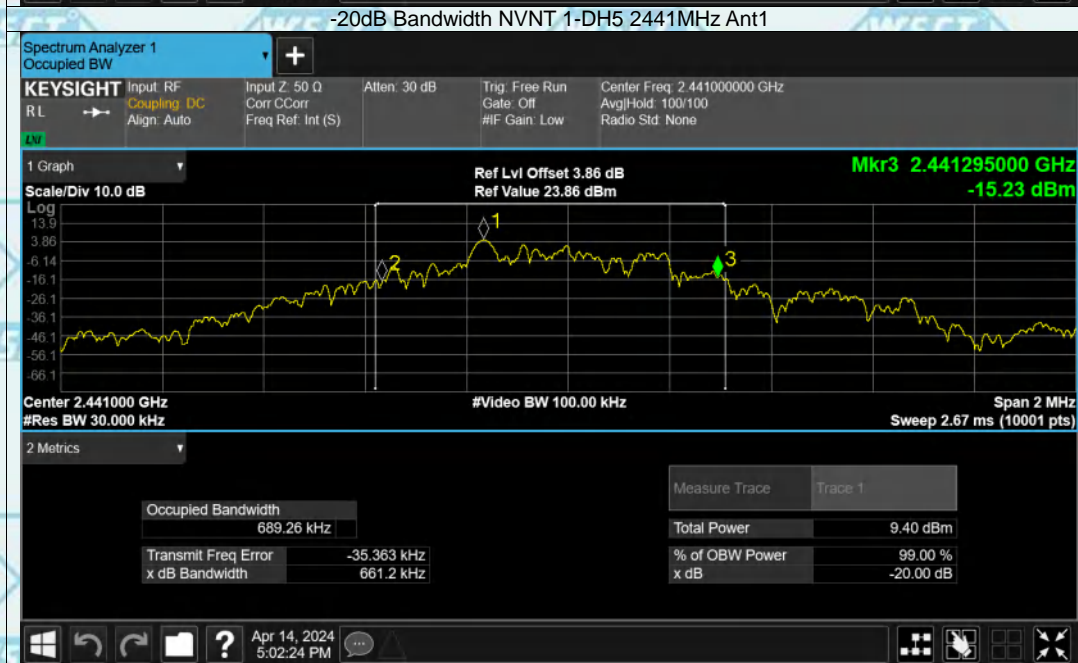 -20dB Bandwidth NVNT 1-DH5 2441MHz Ant1
Spectrum Analyzer 1
Occupied BW
+
KEYSIGHT Input: RF Input Z: 50 Ω Atten: 30 dB Trig: Free Run Center Freq: 2.441000000 GHz
RL Coupling: DC Corr CCorr Gate: Off Avg|Hold: 100/100
Align: Auto Freq Ref: Int (S) #IF Gain: Low Radio Std: None
LXI
1 Graph Ref Lvl Offset 3.86 dB Mkr3 2.441295000 GHz
Scale/Div 10.0 dB Ref Value 23.86 dBm -15.23 dBm
Log
13.9
1
3.86
-6.14
2
3
-16.1
-26.1
-36.1
-46.1
-56.1
-66.1
Center 2.441000 GHz #Video BW 100.00 kHz Span 2 MHz
#Res BW 30.000 kHz Sweep 2.67 ms (10001 pts)
2 Metrics
Measure Trace Trace 1
Occupied Bandwidth
689.26 kHz Total Power 9.40 dBm
Transmit Freq Error -35.363 kHz % of OBW Power 99.00 %
x dB Bandwidth 661.2 kHz x dB -20.00 dB
? Apr 14, 2024
5:02:24 PM